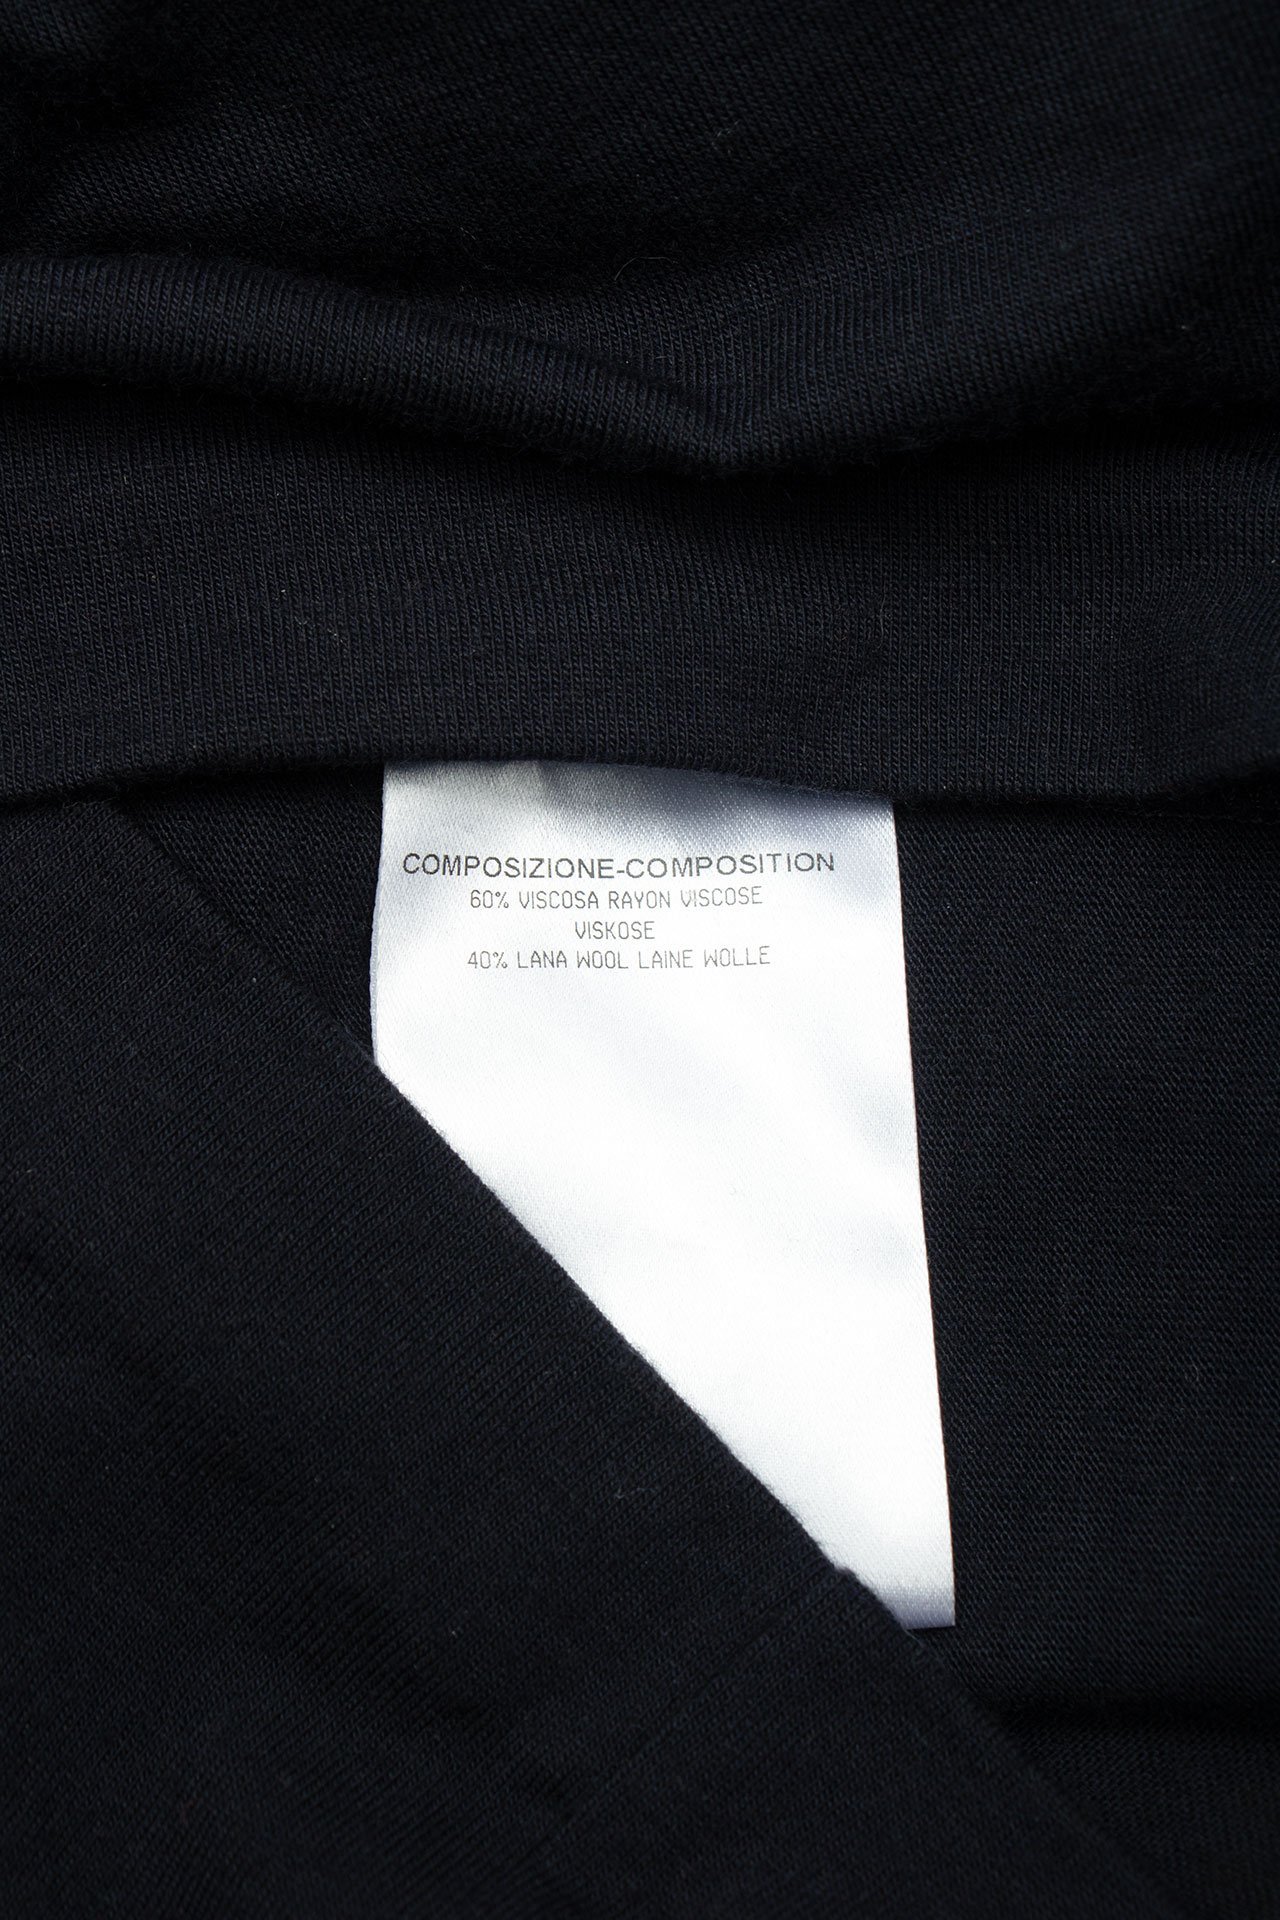 COMPOSIZIONE-COMPOSITION
60% VISCOSA RAYON VISCOSE
VISKOSE
40% LANA WOOL LAINE WOLLE